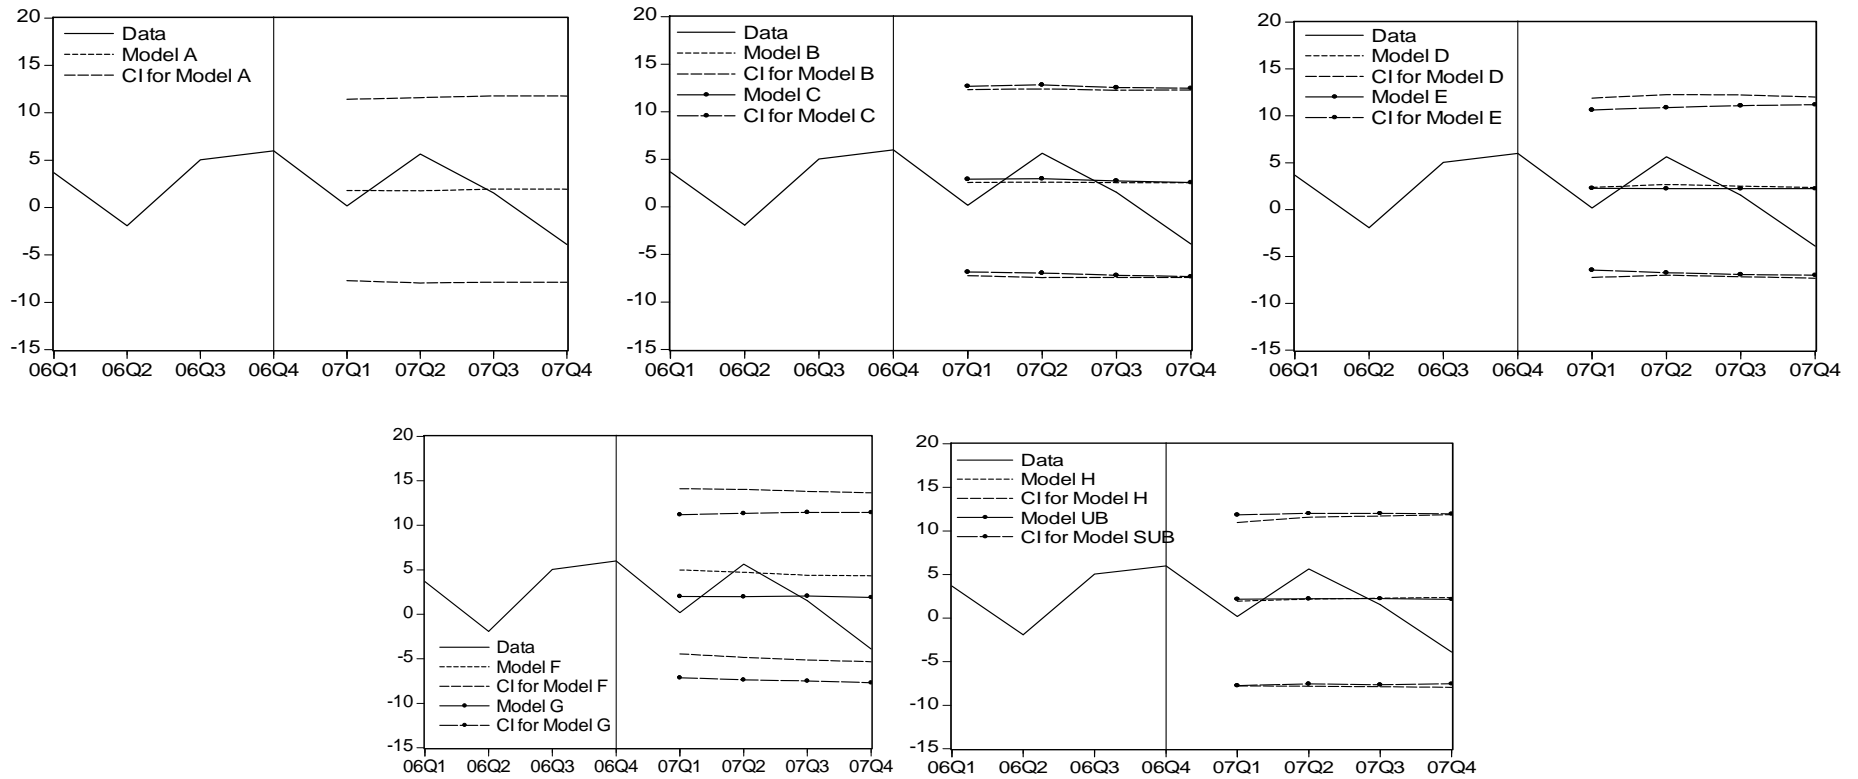 20
15
10
5
0
-5
-10
-15
Data
Model A
CI for Model A
06Q1 06Q2 06Q3 06Q4 07Q1 07Q2 07Q3 07Q4
20
15
10
5
0
-5
-10
-15
Data
Model B
CI for Model B
Model C
CI for Model C
06Q1 06Q2 06Q3 06Q4 07Q1 07Q2 07Q3 07Q4
20
15
10
5
0
-5
-10
-15
Data
Model D
CI for Model D
Model E
CI for Model E
06Q1 06Q2 06Q3 06Q4 07Q1 07Q2 07Q3 07Q4
20
15
10
5
0
-5
-10
-15
Data
Model F
CI for Model F
Model G
CI for Model G
06Q1 06Q2 06Q3 06Q4 07Q1 07Q2 07Q3 07Q4
20
15
10
5
0
-5
-10
-15
Data
Model H
CI for Model H
Model UB
CI for Model SUB
06Q1 06Q2 06Q3 06Q4 07Q1 07Q2 07Q3 07Q4